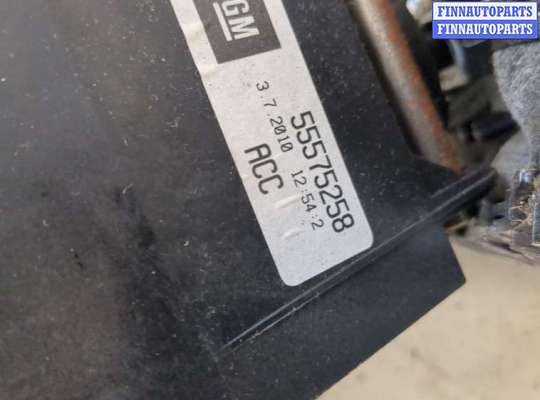 FINNAUTOPARTS
FINNAUTOPARTS
GM
55575258
3.7.2010 12:54:2
ACC